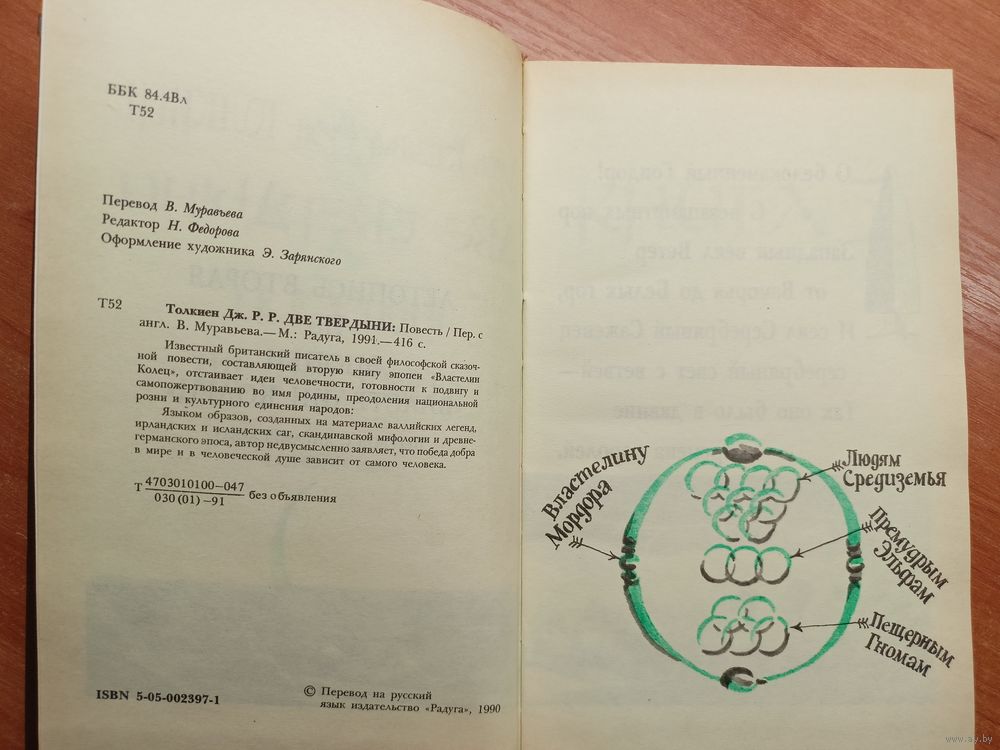 ББК 84.4Вл
Т52
Перевод В. Муравьева
Редактор Н. Федорова
Оформление художника Э. Зарянского
Т52
Толкиен Дж. Р. Р. ДВЕ ТВЕРДЫНИ: Повесть / Пер. с
англ. В. Муравьева.— М.: Радуга, 1991.—416 с.
Известный британский писатель в своей философской сказоч-
ной повести, составляющей вторую книгу эпопеи «Властелин
Колец», отстаивает идеи человечности, готовности к подвигу и
самопожертвованию во имя родины, преодоления национальной
розни и культурного единения народов:
Языком образов, созданных на материале валлийских легенд,
ирландских и исландских саг, скандинавской мифологии и древне-
германского эпоса, автор недвусмысленно заявляет, что победа добра
в мире и в человеческой душе зависит от самого человека.
Т 4703010100—047
030 (01) —91 без объявления
ISBN 5-05-002397-1
© Перевод на русский
язык издательство «Радуга», 1990
Властелину
Мордора
Людям
Средиземья
Премудрым
Эльфам
Пещерным
Гномам
www.ay.by